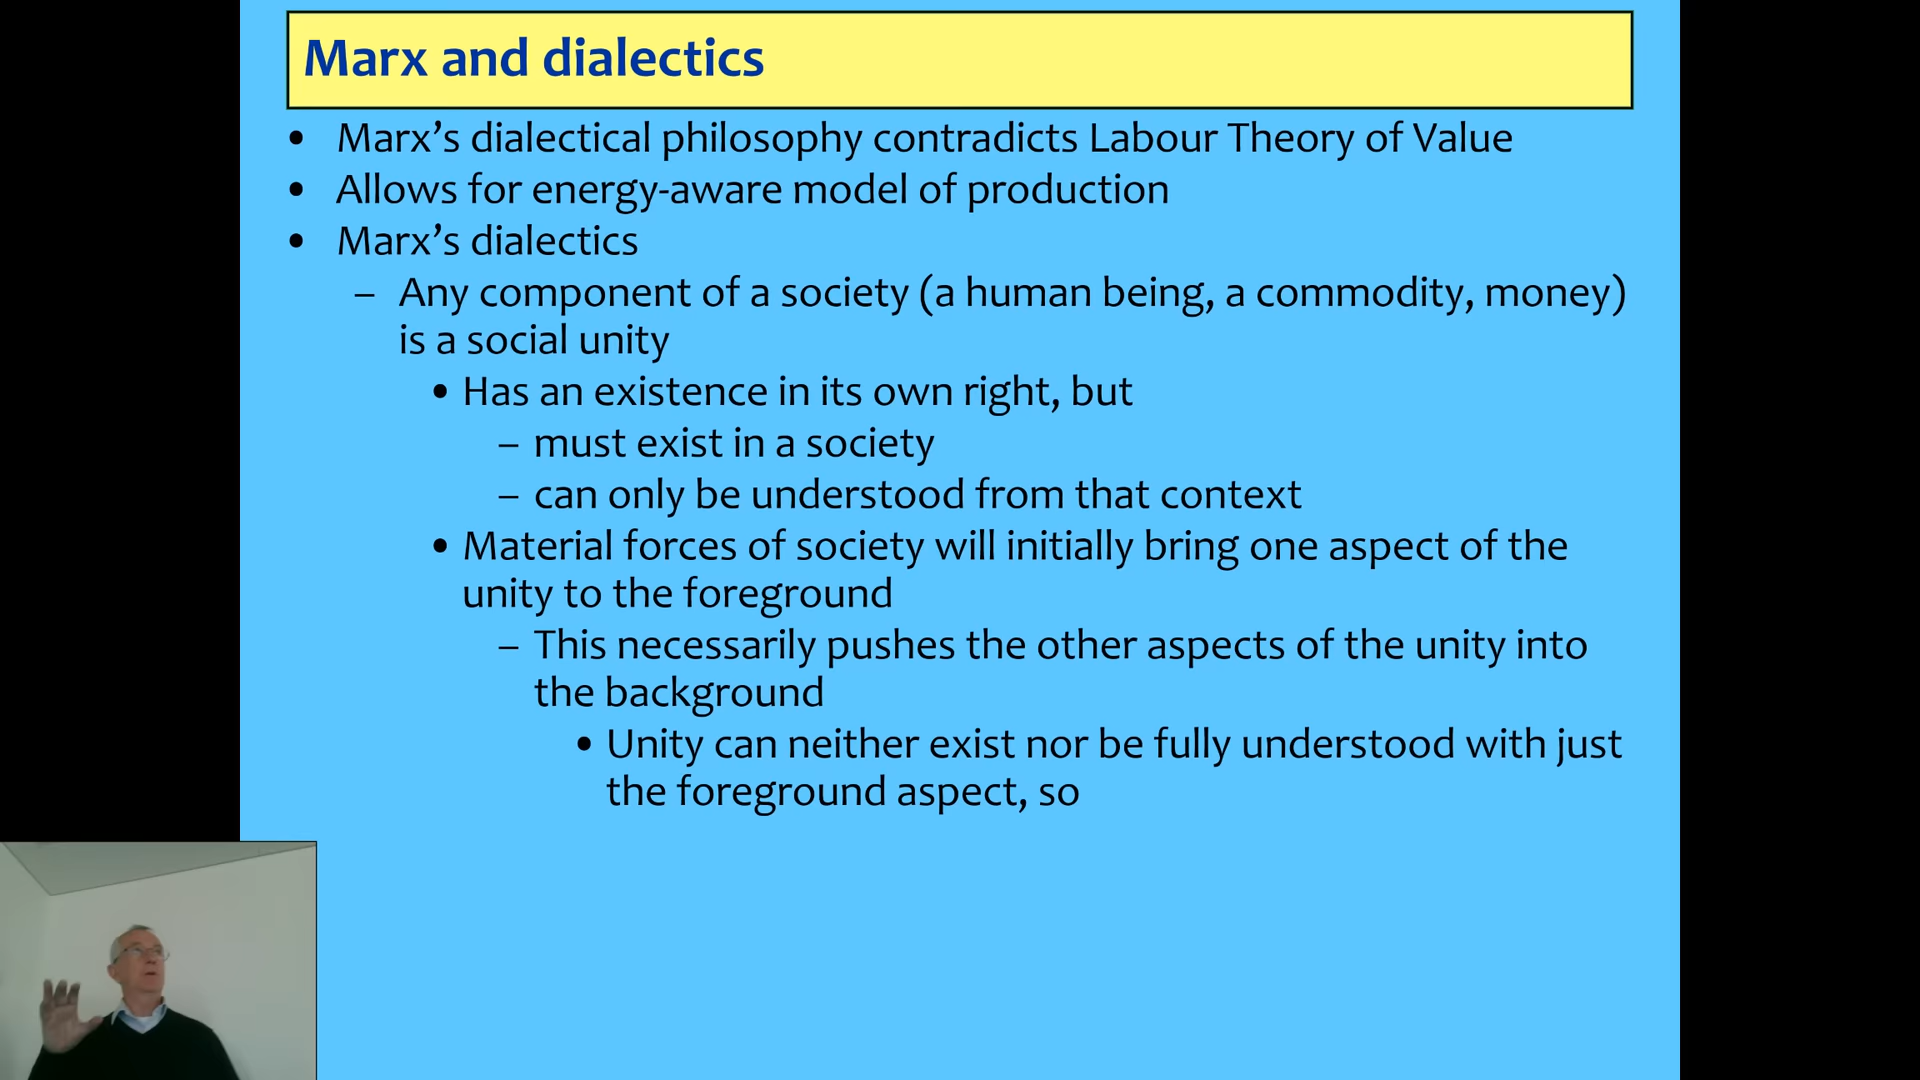 Marx and dialectics
• Marx’s dialectical philosophy contradicts Labour Theory of Value
• Allows for energy-aware model of production
• Marx’s dialectics
– Any component of a society (a human being, a commodity, money)
is a social unity
• Has an existence in its own right, but
– must exist in a society
– can only be understood from that context
• Material forces of society will initially bring one aspect of the
unity to the foreground
– This necessarily pushes the other aspects of the unity into
the background
• Unity can neither exist nor be fully understood with just
the foreground aspect, so